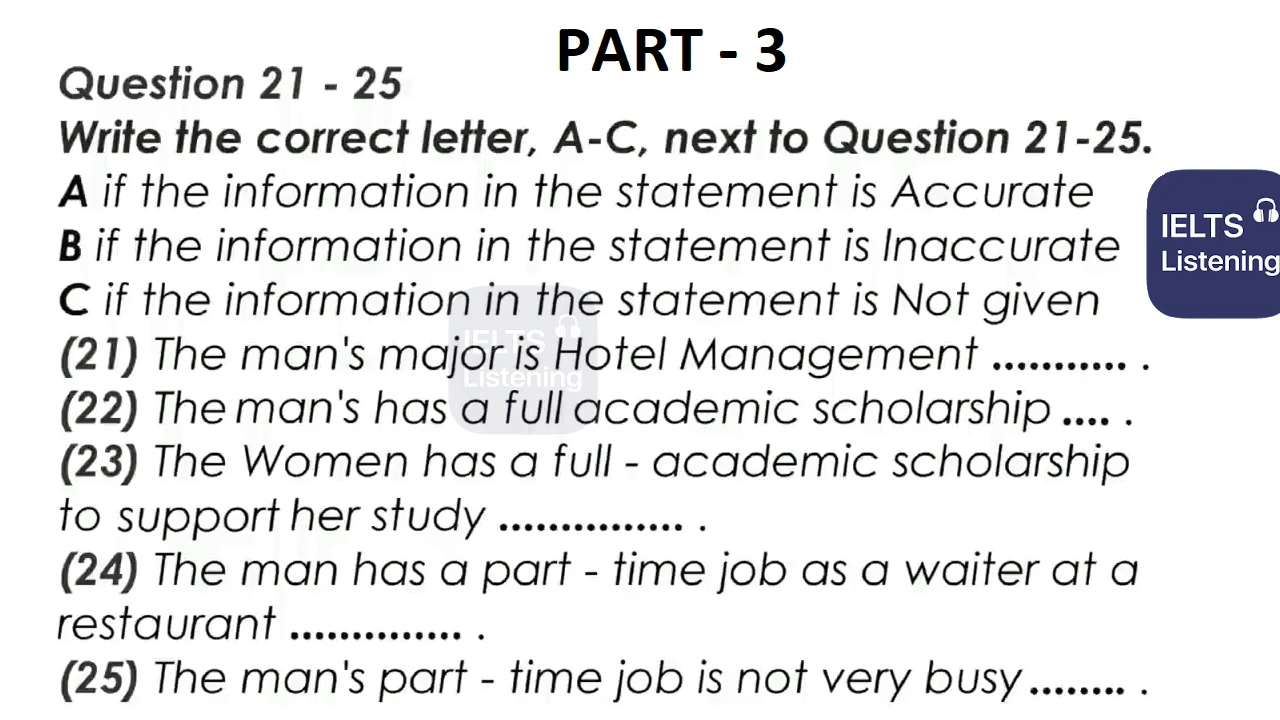 PART - 3
Question 21 - 25
Write the correct letter, A-C, next to Question 21-25.
A if the information in the statement is Accurate
B if the information in the statement is Inaccurate
C if the information in the statement is Not given
(21) The man's major is Hotel Management ........... .
(22) The man's has a full academic scholarship .... .
(23) The Women has a full - academic scholarship
to support her study ............... .
(24) The man has a part - time job as a waiter at a
restaurant .............. .
(25) The man's part - time job is not very busy ........ .
IELTS
Listening
IELTS
Listening